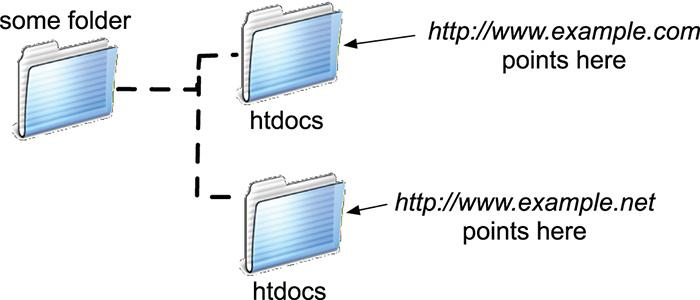 some folder
http://www.example.com
points here
htdocs
http://www.example.net
points here
htdocs